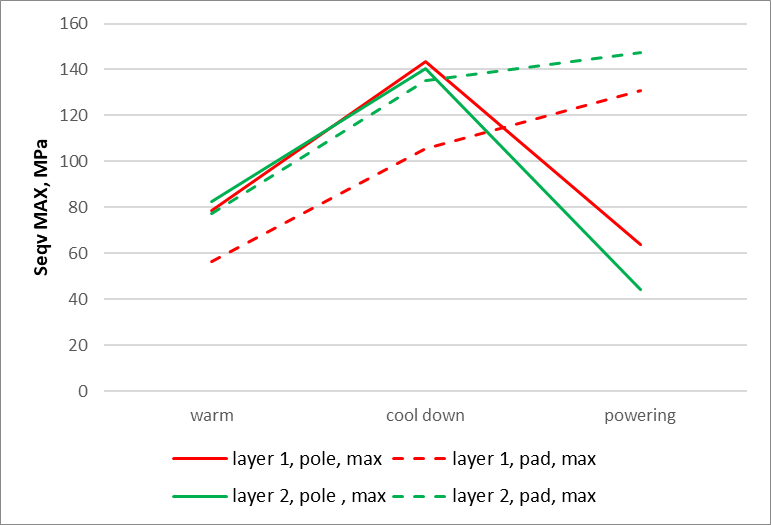 160
140
120
100
80
60
40
20
0
Seqv MAX, MPa
warm cool down powering
layer 1, pole, max layer 1, pad, max
layer 2, pole , max layer 2, pad, max